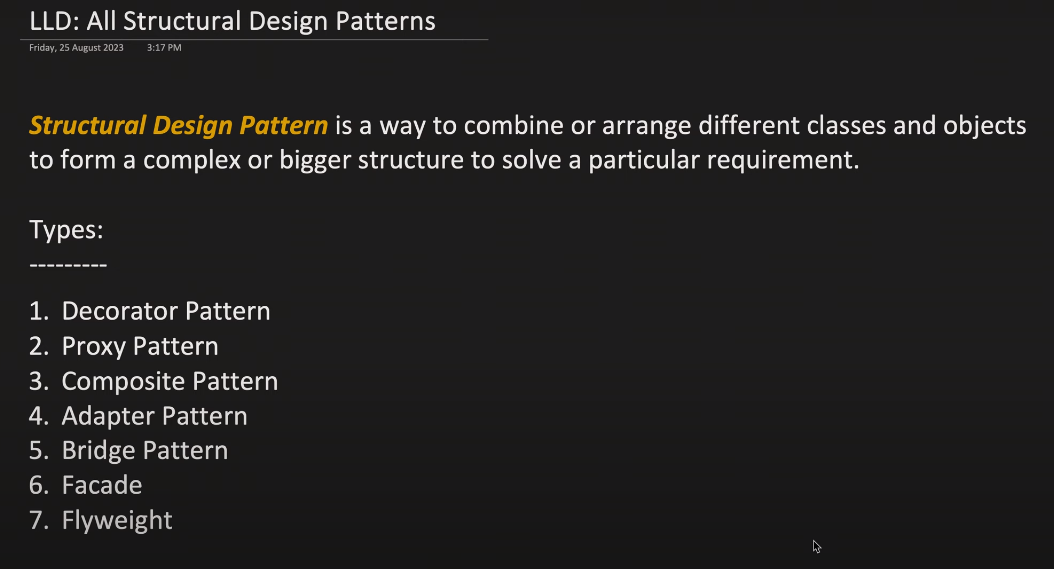 LLD: All Structural Design Patterns
Friday, 25 August 2023 3:17 PM
Structural Design Pattern is a way to combine or arrange different classes and objects
to form a complex or bigger structure to solve a particular requirement.
Types:
---------
1. Decorator Pattern
2. Proxy Pattern
3. Composite Pattern
4. Adapter Pattern
5. Bridge Pattern
6. Facade
7. Flyweight